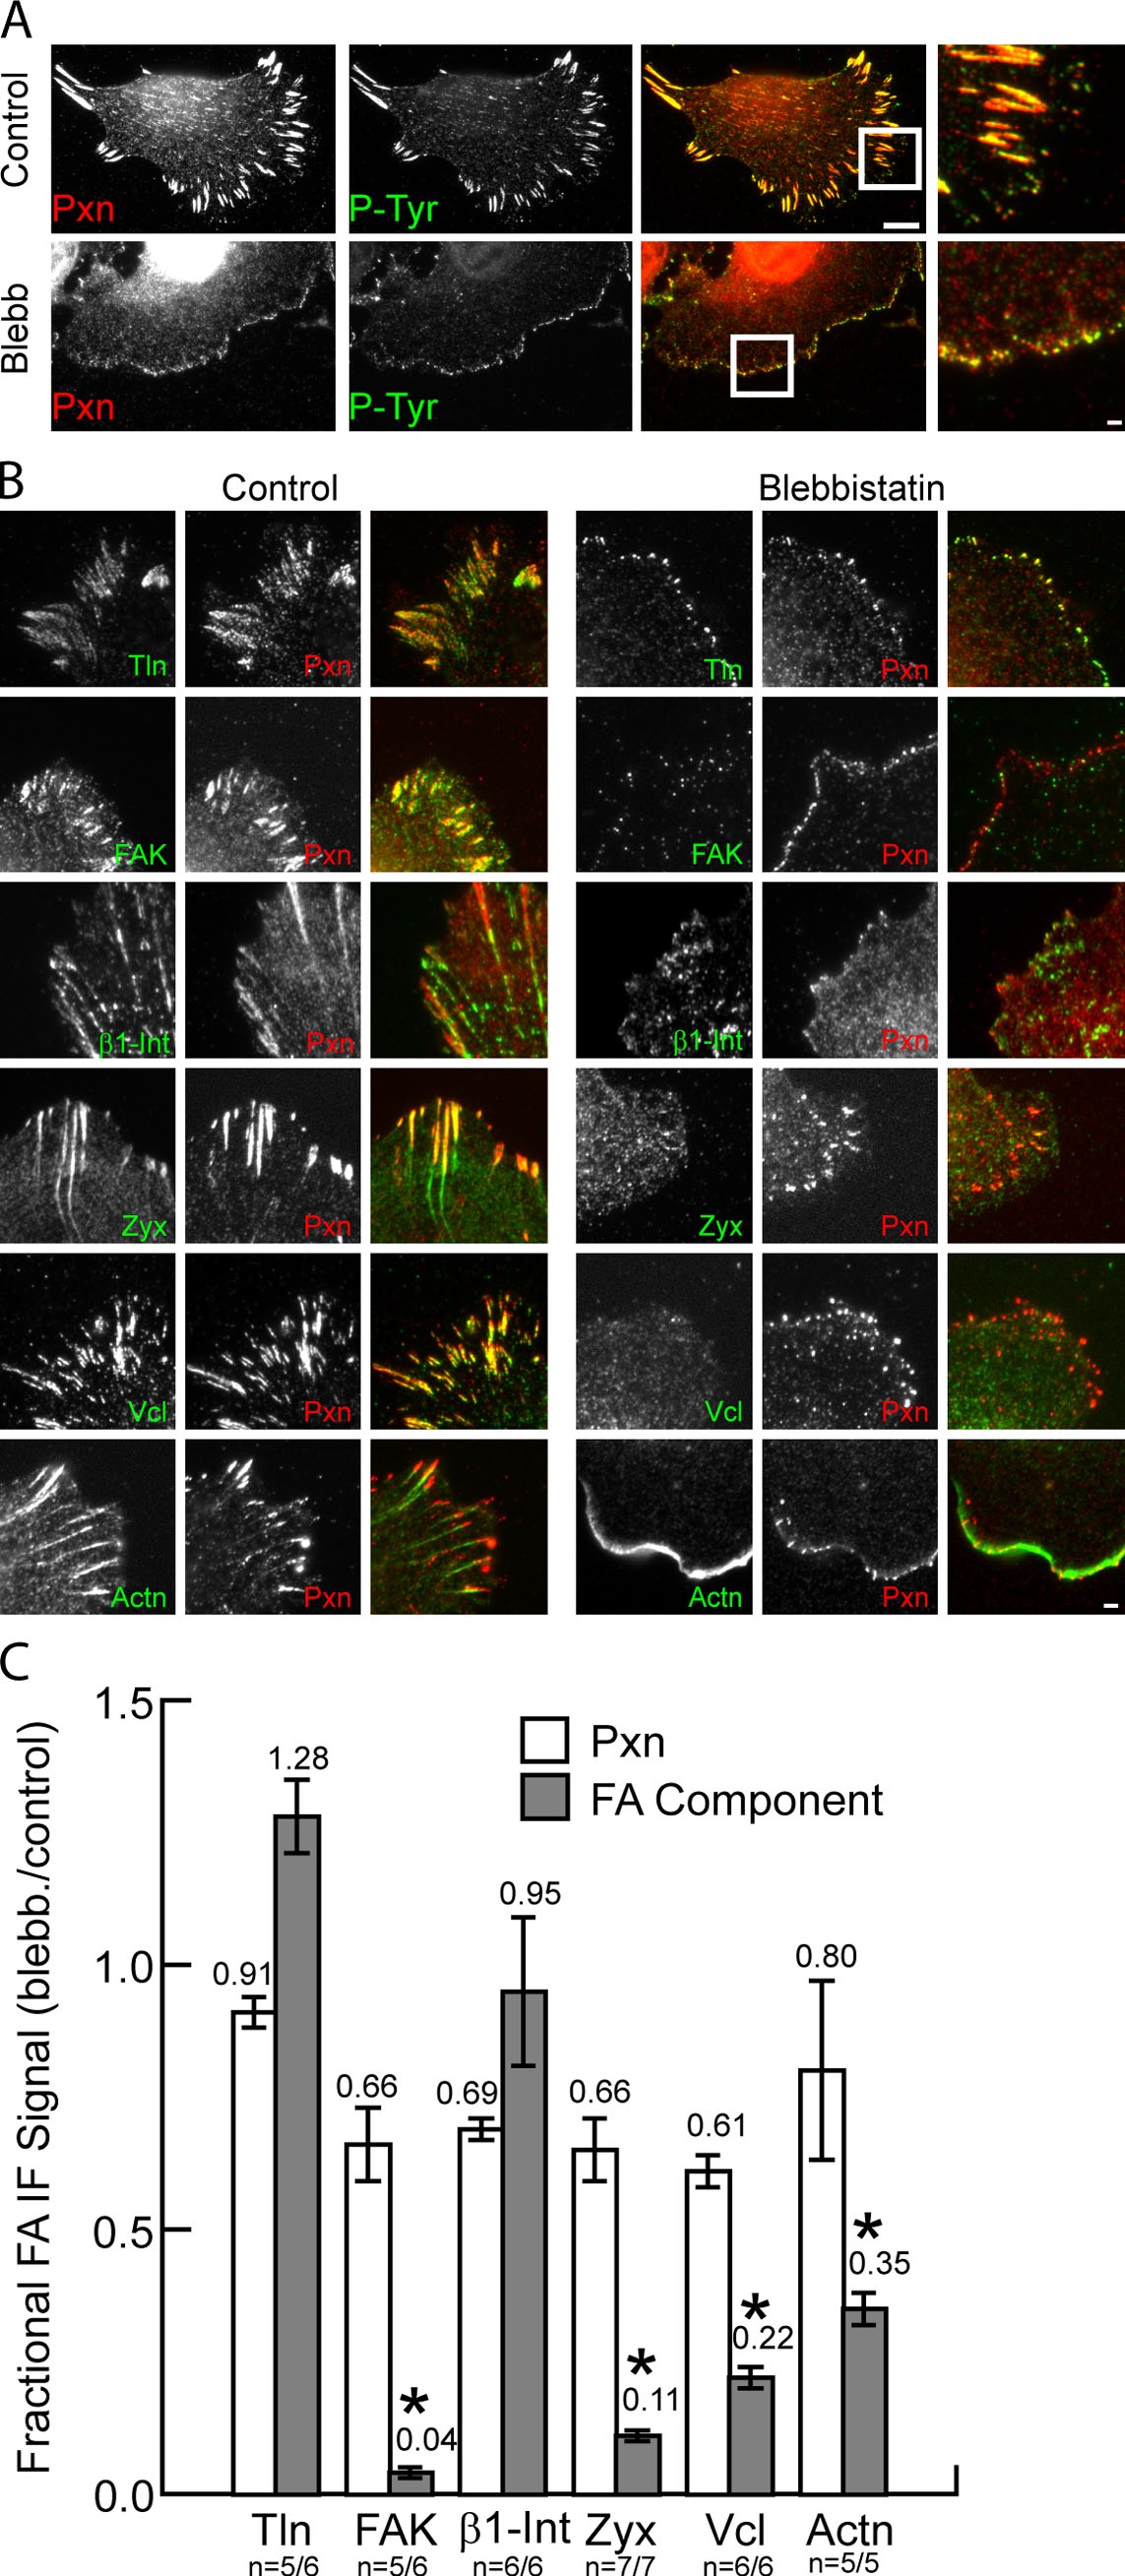 A
Control
Pxn
P-Tyr
Blebb
Pxn
P-Tyr
B
Control
Blebbistatin
Tln
Pxn
Tln
Pxn
FAK
Pxn
FAK
Pxn
β1-Int
Pxn
β1-Int
Pxn
Zyx
Pxn
Zyx
Pxn
Vcl
Pxn
Vcl
Pxn
Actn
Pxn
Actn
Pxn
C
Fractional FA IF Signal (blebb./control)
1.5
1.0
0.5
0.0
Pxn
FA Component
0.91
1.28
0.66
*
0.04
0.69
0.95
0.66
*
0.11
0.61
*
0.22
0.80
*
0.35
Tln FAK β1-Int Zyx Vcl Actn
n=5/6 n=5/6 n=6/6 n=7/7 n=6/6 n=5/5